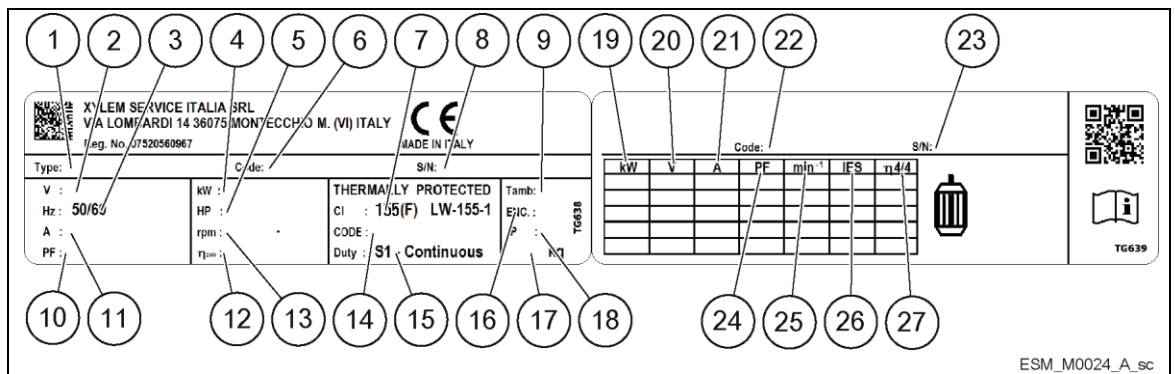 1 2 3 4 5 6 7 8 9 19 20 21 22 23
XYLEM SERVICE ITALIA SRL
VIA LOMBARDI 14 36075 MONTECCHIO M. (VI) ITALY
Reg. No. 07520560967
CE
MADE IN ITALY
Type: Code: S/N:
V : kW : THERMALLY PROTECTED Tamb:
Hz : 50/60 HP : Cl : 155(F) LW-155-1 ENC.:
A : rpm : - CODE : IP :
PF : Duty : S1 - Continuous kg
TG638
Code: S/N:
kW V A PF min⁻¹ IES η4/4
i
TG639
10 11 12 13 14 15 16 17 18 24 25 26 27
ESM_M0024_A_sc